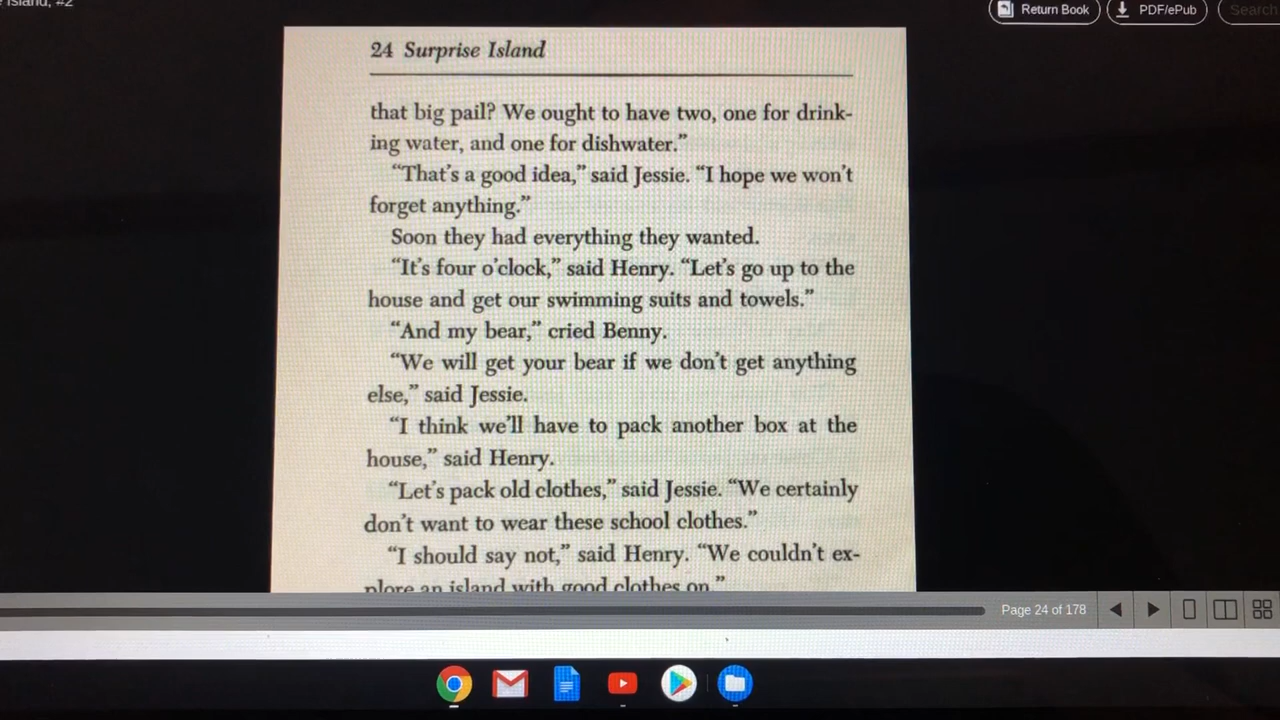 Island, #2
Return Book
PDF/ePub
Search
24 Surprise Island
that big pail? We ought to have two, one for drink-
ing water, and one for dishwater.”
“That’s a good idea,” said Jessie. “I hope we won’t
forget anything.”
Soon they had everything they wanted.
“It’s four o’clock,” said Henry. “Let’s go up to the
house and get our swimming suits and towels.”
“And my bear,” cried Benny.
“We will get your bear if we don’t get anything
else,” said Jessie.
“I think we’ll have to pack another box at the
house,” said Henry.
“Let’s pack old clothes,” said Jessie. “We certainly
don’t want to wear these school clothes.”
“I should say not,” said Henry. “We couldn’t ex-
plore an island with good clothes on.”
Page 24 of 178